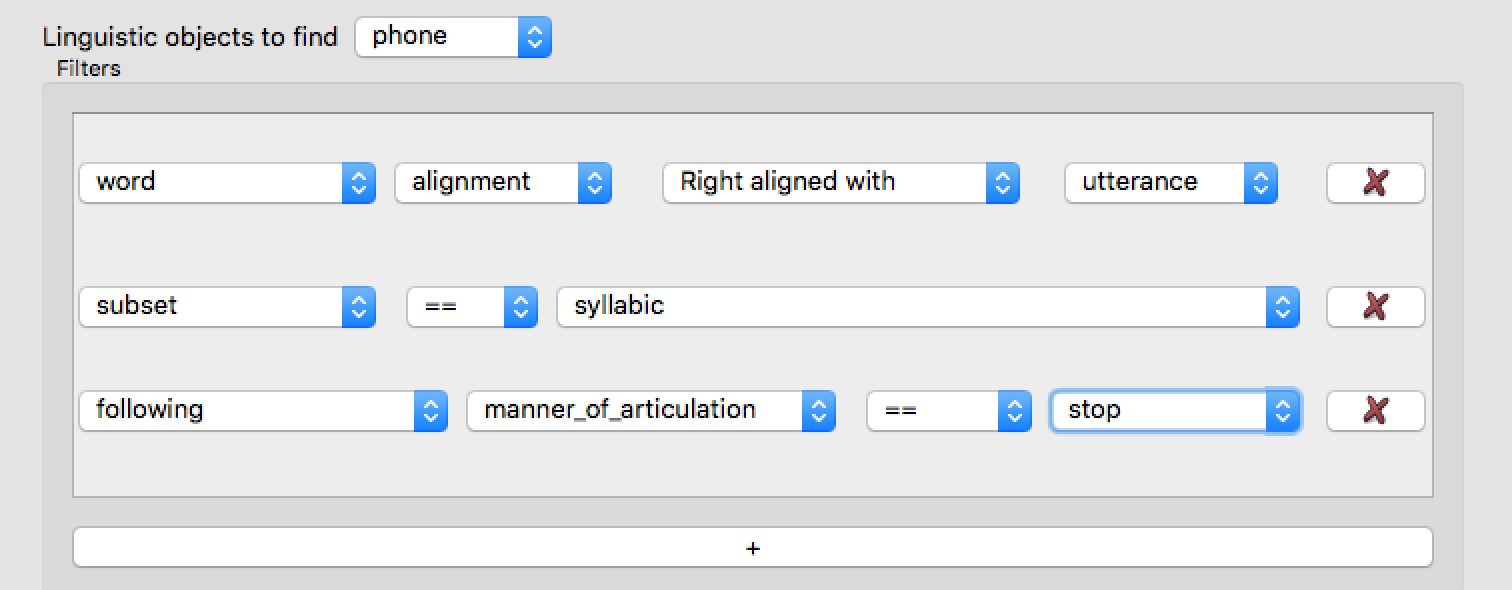 Linguistic objects to find phone
Filters
word alignment Right aligned with utterance
subset == syllabic
following manner_of_articulation == stop
+